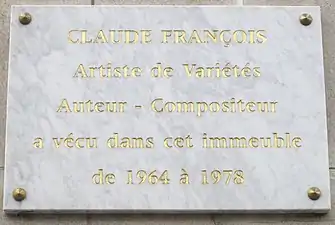 CLAUDE FRANÇOIS
Artiste de Variétés
Auteur - Compositeur
a vécu dans cet immeuble
de 1964 à 1978